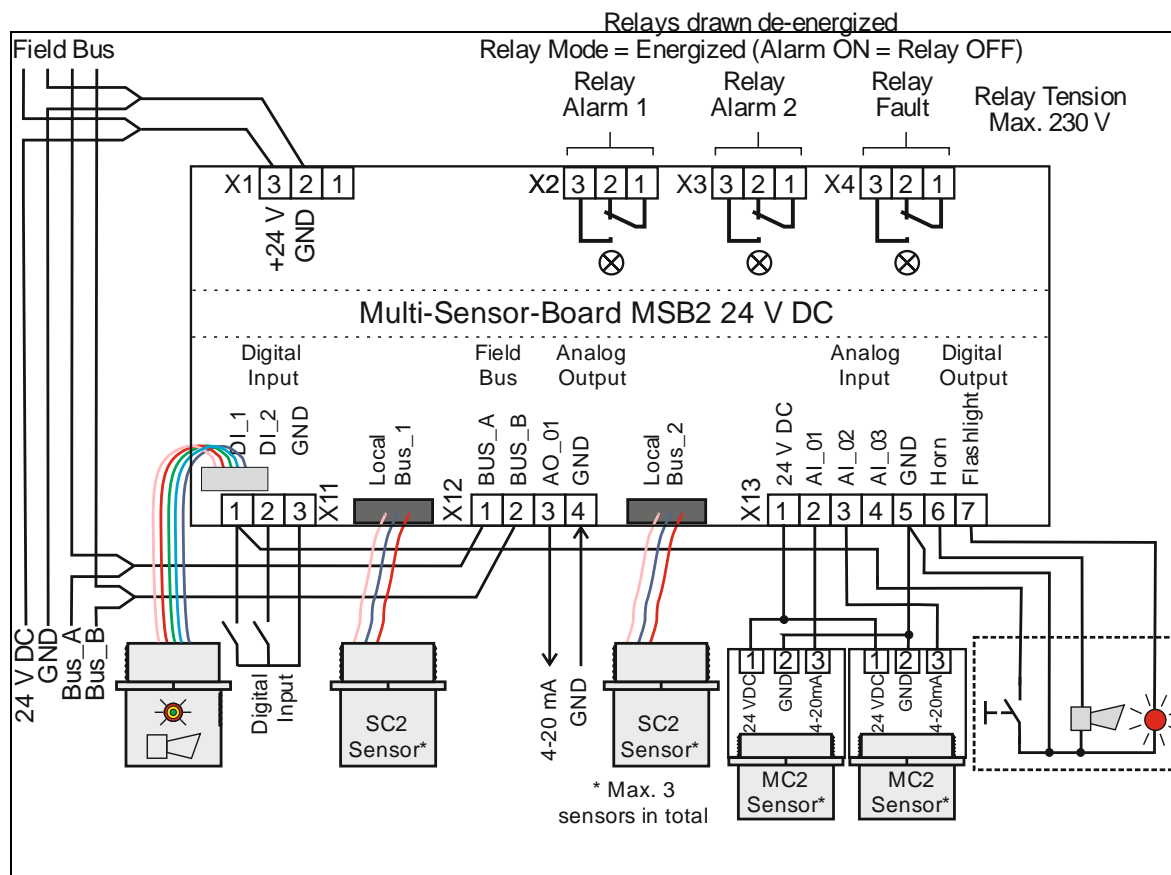 Relays drawn de-energized
Field Bus
Relay Mode = Energized (Alarm ON = Relay OFF)
Relay
Alarm 1
Relay
Alarm 2
Relay
Fault
Relay Tension
Max. 230 V
X1 3 2 1
X2 3 2 1
X3 3 2 1
X4 3 2 1
+24 V
GND
Multi-Sensor-Board MSB2 24 V DC
Digital
Input
Field
Bus
Analog
Output
Analog
Input
Digital
Output
DI_1
DI_2
GND
Local
Bus_1
BUS_A
BUS_B
AO_01
GND
Local
Bus_2
24 V DC
AI_01
AI_02
AI_03
GND
Horn
Flashlight
1 2 3 X11
X12 1 2 3 4
X13 1 2 3 4 5 6 7
24 V DC
GND
Bus_A
Bus_B
Digital
Input
SC2
Sensor*
4-20 mA
GND
SC2
Sensor*
* Max. 3
sensors in total
1 2 3
24 VDC
GND
4-20mA
MC2
Sensor*
1 2 3
24 VDC
GND
4-20mA
MC2
Sensor*